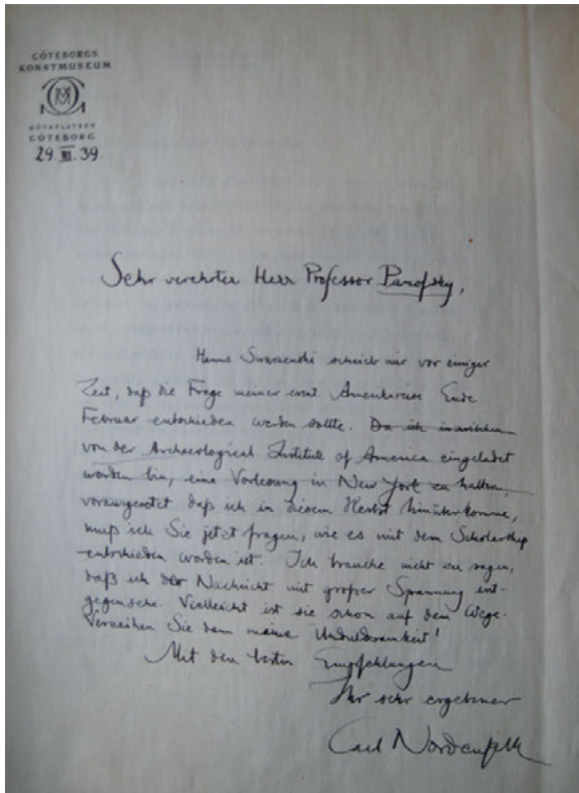 GÖTEBORGS
KONSTMUSEUM
GÖTAPLATSEN
GÖTEBORG
29. III. 39
Sehr verehrter Herr Professor Panofsky,
Hanns Swarzenski schrieb mir vor einiger
Zeit, daß die Frage meiner event. Amerikareise Ende
Februar entschieden werden sollte. Da ich inzwischen
von der Archaeological Institute of America eingeladet
worden bin, eine Vorlesung in New York zu halten,
vorausgesetzt daß ich in diesem Herbst hinüberkomme,
muß ich Sie jetzt fragen, wie es mit dem Scholarship
entschieden worden ist. Ich brauche nicht zu sagen,
daß ich der Nachricht mit großer Spannung ent-
gegensehe. Vielleicht ist sie schon auf dem Wege.
Verzeihen Sie dann meine Unduldsamkeit!
Mit den besten Empfehlungen
Ihr sehr ergebener
Carl Nordenfalk